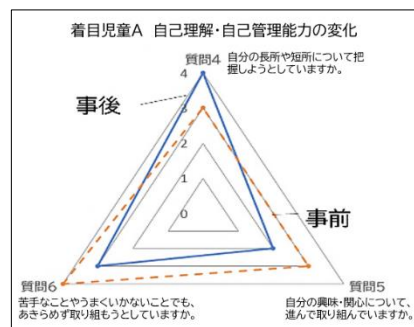 着目児童A 自己理解・自己管理能力の変化
質問4
自分の長所や短所について把
握しようとしていますか。
4
事後
3
2
1
0
事前
質問6
苦手なことやうまくいかないことでも、
あきらめず取り組もうとしていますか。
質問5
自分の興味・関心について、
進んで取り組んでいますか。